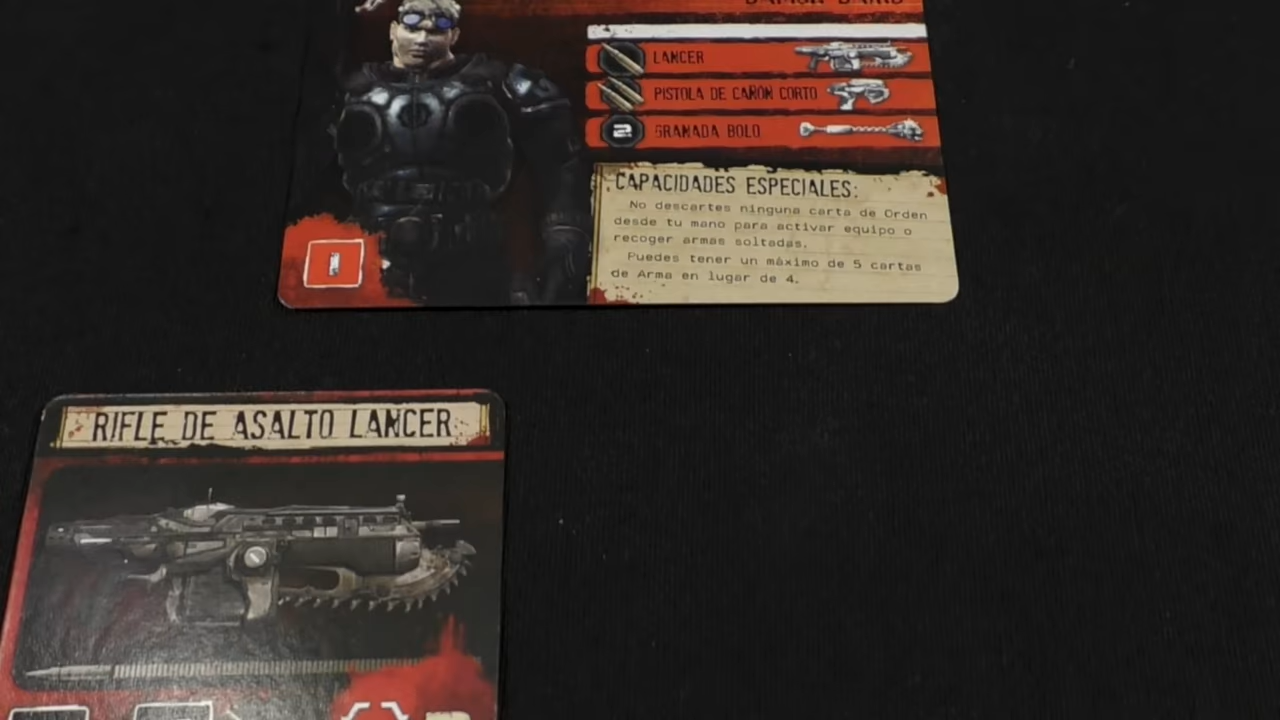 DAMON BAIRD
LANCER
PISTOLA DE CAÑÓN CORTO
2 GRANADA BOLO
CAPACIDADES ESPECIALES:
No descartes ninguna carta de Orden
desde tu mano para activar equipo o
recoger armas soltadas.
Puedes tener un máximo de 5 cartas
de Arma en lugar de 4.
RIFLE DE ASALTO LANCER